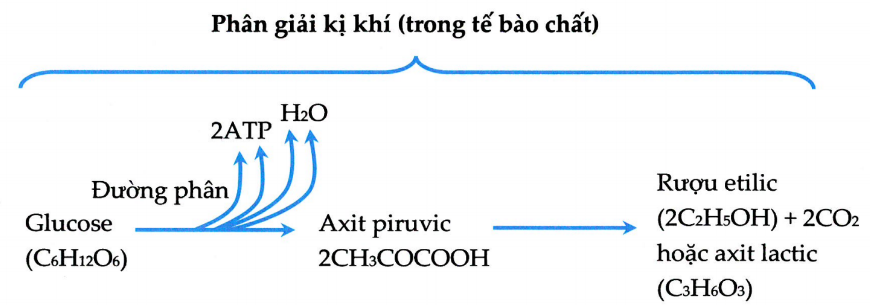 Phân giải kị khí (trong tế bào chất)
H₂O
2ATP
Đường phân
Glucose
(C₆H₁₂O₆)
Axit piruvic
2CH₃COCOOH
Rượu etilic
(2C₂H₅OH) + 2CO₂
hoặc axit lactic
(C₃H₆O₃)